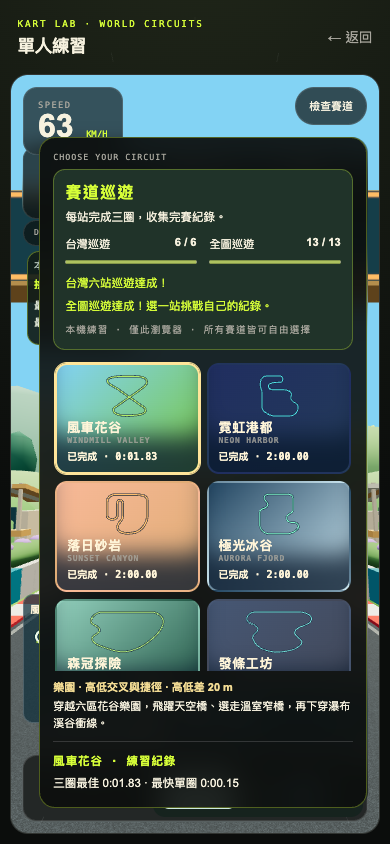 KART LAB · WORLD CIRCUITS
單人練習
← 返回
SPEED
63 KM/H
檢查賽道
CHOOSE YOUR CIRCUIT
賽道巡遊
每站完成三圈，收集完賽紀錄。
台灣巡遊 6 / 6
全圖巡遊 13 / 13
台灣六站巡遊達成！
全圖巡遊達成！選一站挑戰自己的紀錄。
本機練習 · 僅此瀏覽器 · 所有賽道皆可自由選擇
風車花谷
WINDMILL VALLEY
已完成 · 0:01.83
霓虹港都
NEON HARBOR
已完成 · 2:00.00
落日砂岩
SUNSET CANYON
已完成 · 2:00.00
極光冰谷
AURORA FJORD
已完成 · 2:00.00
森冠探險
發條工坊
樂園 · 高低交叉與捷徑 · 高低差 20 m
穿越六區花谷樂園，飛躍天空橋、選走溫室窄橋，再下穿瀑布
溪谷衝線。
風車花谷 · 練習紀錄
三圈最佳 0:01.83 · 最快單圈 0:00.15